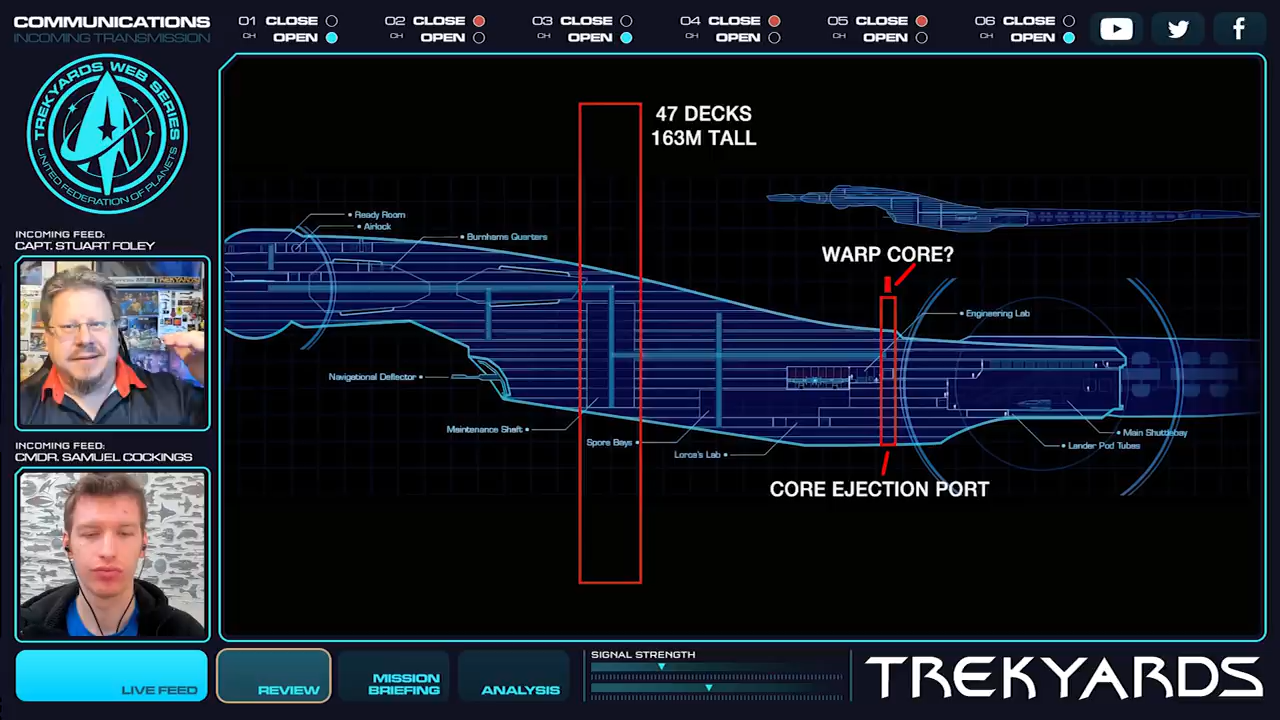 COMMUNICATIONS
INCOMING TRANSMISSION
01 CLOSE
CH OPEN
02 CLOSE
CH OPEN
03 CLOSE
CH OPEN
04 CLOSE
CH OPEN
05 CLOSE
CH OPEN
06 CLOSE
CH OPEN
TREKYARDS WEB SERIES
UNITED FEDERATION OF PLANETS
INCOMING FEED:
CAPT. STUART FOLEY
TREKYARDS
INCOMING FEED:
CMDR. SAMUEL COCKINGS
47 DECKS
163M TALL
Ready Room
Airlock
Burnhams Quarters
WARP CORE?
Engineering Lab
Navigational Deflector
Maintenance Shaft
Spore Bays
Lorca's Lab
Main Shuttlebay
Lander Pod Tubes
CORE EJECTION PORT
LIVE FEED
REVIEW
MISSION
BRIEFING
ANALYSIS
SIGNAL STRENGTH
TREKYARDS